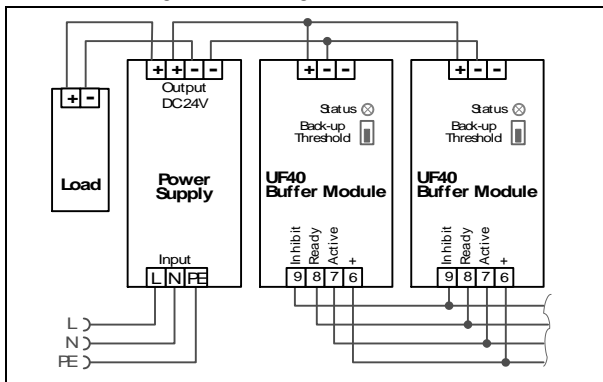 + + - -
Output
DC24V
Power
Supply
Input
L N PE
+ -
Load
+ - -
Status
Back-up
Threshold
UF40
Buffer Module
Inhibit
Ready
Active
+
9 8 7 6
+ - -
Status
Back-up
Threshold
UF40
Buffer Module
Inhibit
Ready
Active
+
9 8 7 6
L
N
PE